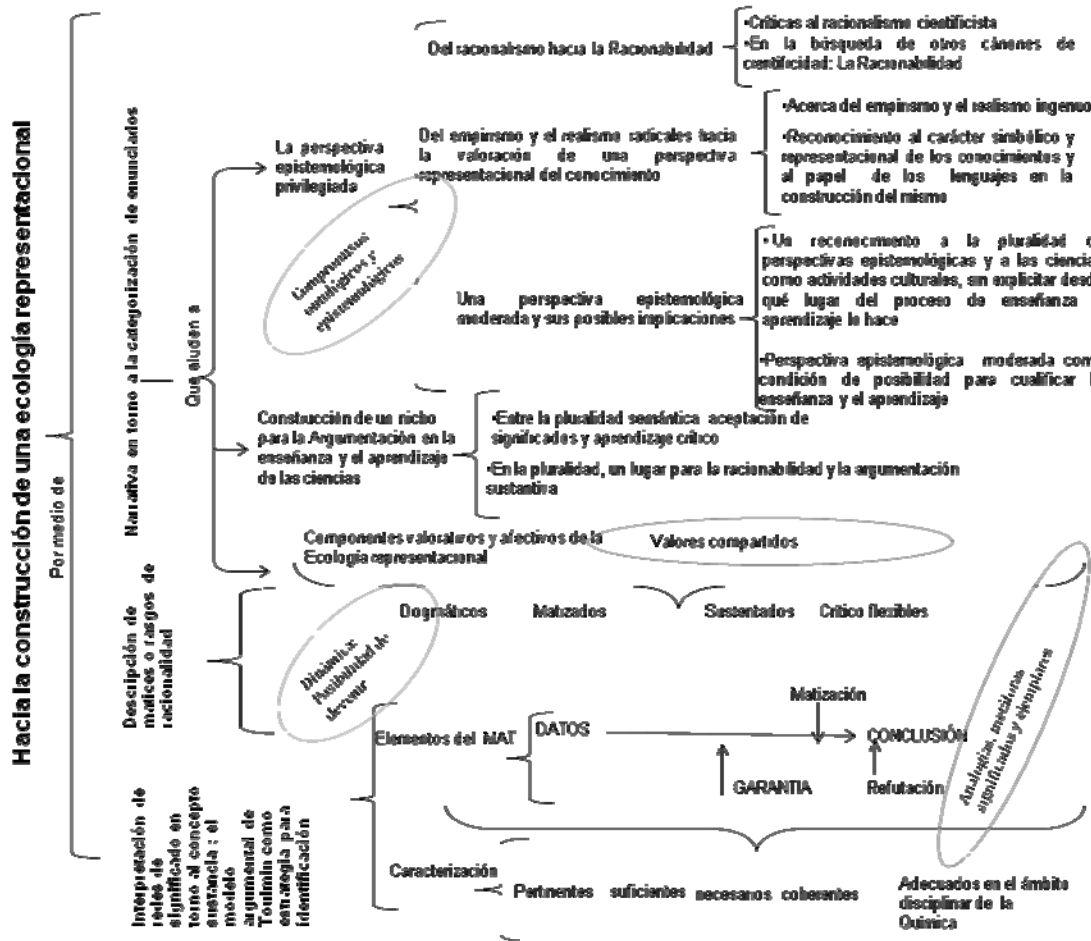 Hacia la construcción de una ecología representacional
Por medio de
Narrativa en torno a la categorización de enunciados
Que aluden a
La perspectiva
epistemológica
privilegiada
Compromisos
ontológicos y
epistemológicos
Del racionalismo hacia la Racionabilidad
•Críticas al racionalismo cientificista
•En la búsqueda de otros cánones de
cientificidad: La Racionabilidad
Del empirismo y el realismo radicales hacia
la valoración de una perspectiva
representacional del conocimiento
•Acerca del empirismo y el realismo ingenuo
•Reconocimiento al carácter simbólico y
representacional de los conocimientos y
al papel de los lenguajes en la
construcción del mismo
Una perspectiva epistemológica
moderada y sus posibles implicaciones
•Un reconocimiento a la pluralidad
perspectivas epistemológicas y a las ciencia
como actividades culturales, sin explicitar desd
qué lugar del proceso de enseñanza
aprendizaje lo hace
•Perspectiva epistemológica moderada com
condición de posibilidad para cualificar l
enseñanza y el aprendizaje
Construcción de un nicho
para la Argumentación en la
enseñanza y el aprendizaje
de las ciencias
•Entre la pluralidad semántica aceptación de
significados y aprendizaje crítico
•En la pluralidad, un lugar para la racionabilidad y la argumentación
sustantiva
Componentes valorativos y afectivos de la
Ecología representacional
Valores compartidos
Descripción de
matices o rasgos de
racionalidad
Dinámica:
Posibilidad de
devenir
Dogmáticos Matizados Sustentados Crítico flexibles
Interpretación de
redes de
significado en
torno al concepto
sustancia : el
modelo
argumental de
Toulmin como
estrategia para
identificación
Elementos del MAT
DATOS
Matización
CONCLUSIÓN
GARANTIA
Refutación
Analogías, metáforas
significados y ejemplares
Caracterización
Pertinentes suficientes necesarios coherentes
Adecuados en el ámbito
disciplinar de la
Química